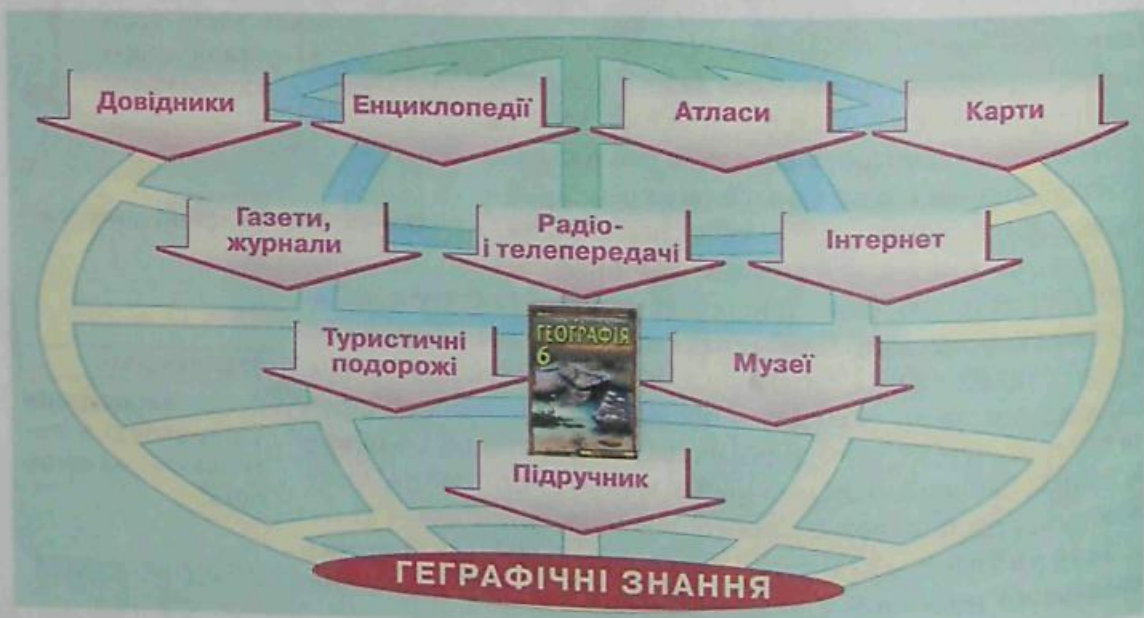 Довідники
Енциклопедії
Атласи
Карти
Газети,
журнали
Радіо-
і телепередачі
Інтернет
ГЕОГРАФІЯ
6
Туристичні
подорожі
Музеї
Підручник
ГЕГРАФІЧНІ ЗНАННЯ